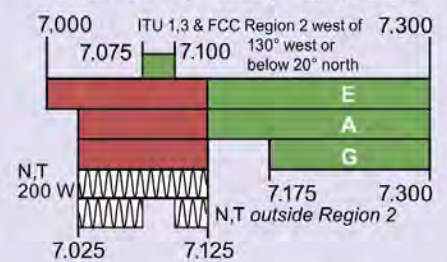 7.000
ITU 1,3 & FCC Region 2 west of
7.300
7.075
7.100
130° west or
below 20° north
E
A
G
N,T
200 W
7.175
7.300
N,T outside Region 2
7.025
7.125